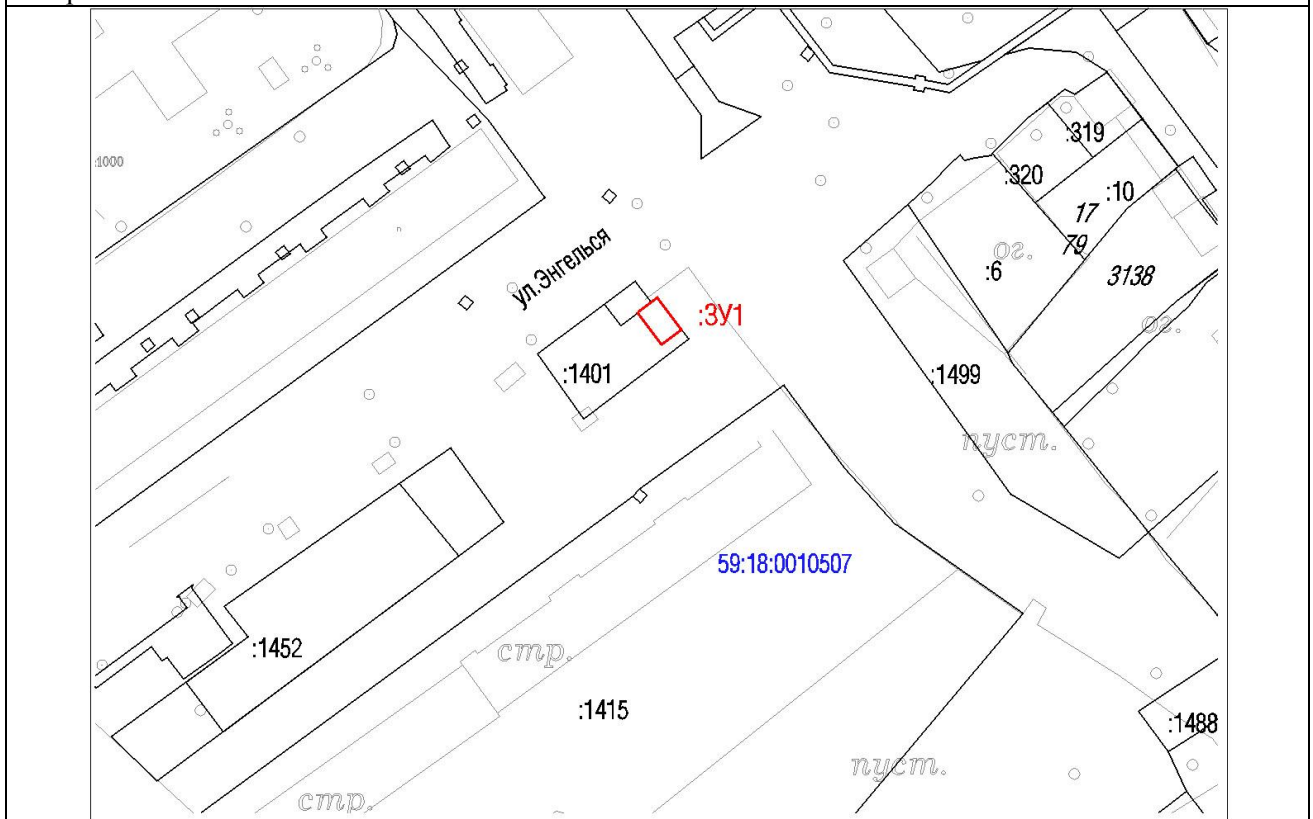 :319
:1000
:320
:10
17
79
ог.
:6
3138
ул.Энгельса
:ЗУ1
ог.
:1401
:1499
пуст.
59:18:0010507
:1452
стр.
:1415
:1488
пуст.
стр.